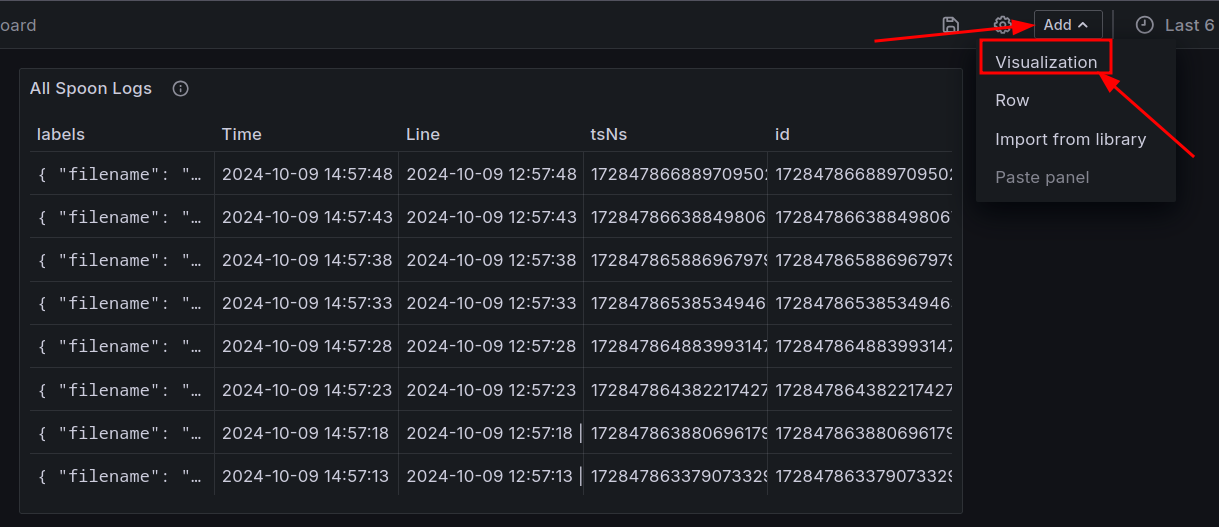 oard Add Last 6
Visualization
Row
Import from library
Paste panel
All Spoon Logs
labels Time Line tsNs id
{ "filename": "… 2024-10-09 14:57:48 2024-10-09 12:57:48 172847866889709502 172847866889709502
{ "filename": "… 2024-10-09 14:57:43 2024-10-09 12:57:43 17284786638849806 17284786638849806
{ "filename": "… 2024-10-09 14:57:38 2024-10-09 12:57:38 172847865886967979 172847865886967979
{ "filename": "… 2024-10-09 14:57:33 2024-10-09 12:57:33 17284786538534946 17284786538534946
{ "filename": "… 2024-10-09 14:57:28 2024-10-09 12:57:28 172847864883993147 172847864883993147
{ "filename": "… 2024-10-09 14:57:23 2024-10-09 12:57:23 172847864382217427 172847864382217427
{ "filename": "… 2024-10-09 14:57:18 2024-10-09 12:57:18 | 172847863880696179 172847863880696179
{ "filename": "… 2024-10-09 14:57:13 2024-10-09 12:57:13 | 172847863379073329 172847863379073329